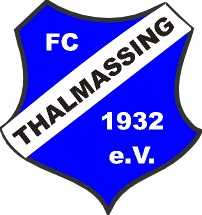 FC
THALMASSING
1932
e.V.